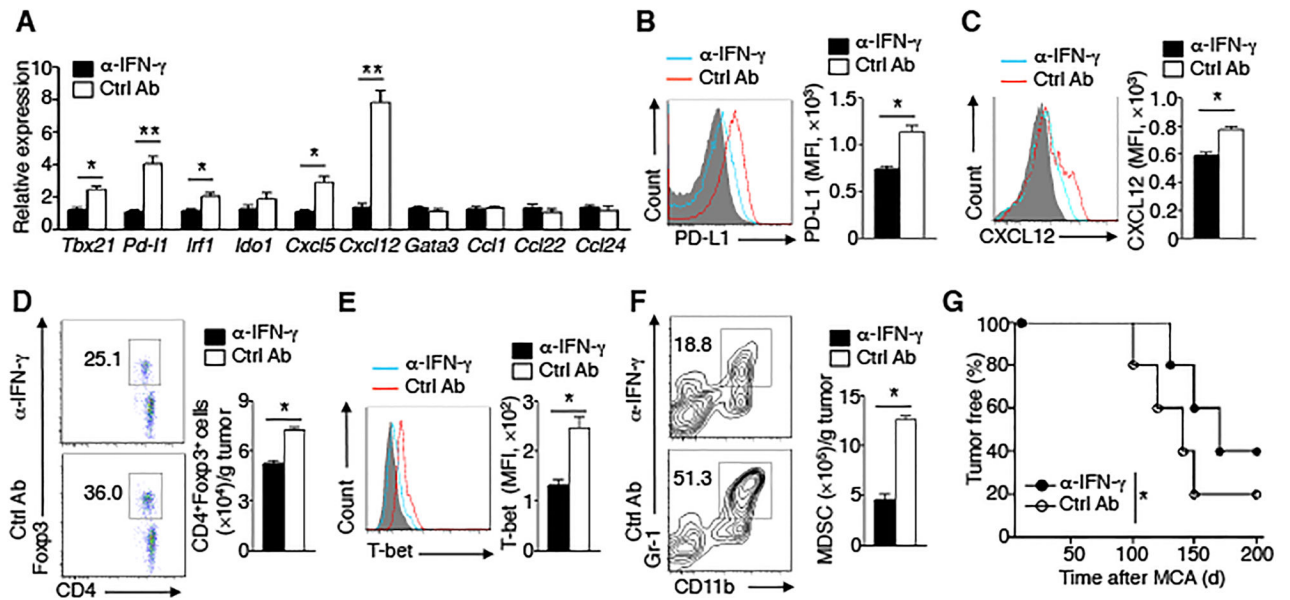 A
Relative expression
α-IFN-γ
Ctrl Ab
10
8
6
4
2
0
*
**
*
*
**
Tbx21 Pd-l1 Irf1 Ido1 Cxcl5 Cxcl12 Gata3 Ccl1 Ccl22 Ccl24
B
α-IFN-γ
Ctrl Ab
Count
PD-L1
α-IFN-γ
Ctrl Ab
PD-L1 (MFI, ×10³)
1.5
1.0
0.5
0
*
C
α-IFN-γ
Ctrl Ab
Count
CXCL12
α-IFN-γ
Ctrl Ab
CXCL12 (MFI, ×10³)
1.0
0.8
0.6
0.4
0.2
0
*
D
α-IFN-γ
25.1
Ctrl Ab
36.0
Foxp3
CD4
α-IFN-γ
Ctrl Ab
CD4⁺Foxp3⁺ cells
(×10⁴)/g tumor
9
6
3
0
*
E
α-IFN-γ
Ctrl Ab
Count
T-bet
α-IFN-γ
Ctrl Ab
T-bet (MFI, ×10²)
3
2
1
0
*
F
α-IFN-γ
18.8
Ctrl Ab
51.3
Gr-1
CD11b
α-IFN-γ
Ctrl Ab
MDSC (×10⁵)/g tumor
15
10
5
0
*
G
Tumor free (%)
100
80
60
40
20
0
α-IFN-γ
Ctrl Ab
*
50 100 150 200
Time after MCA (d)